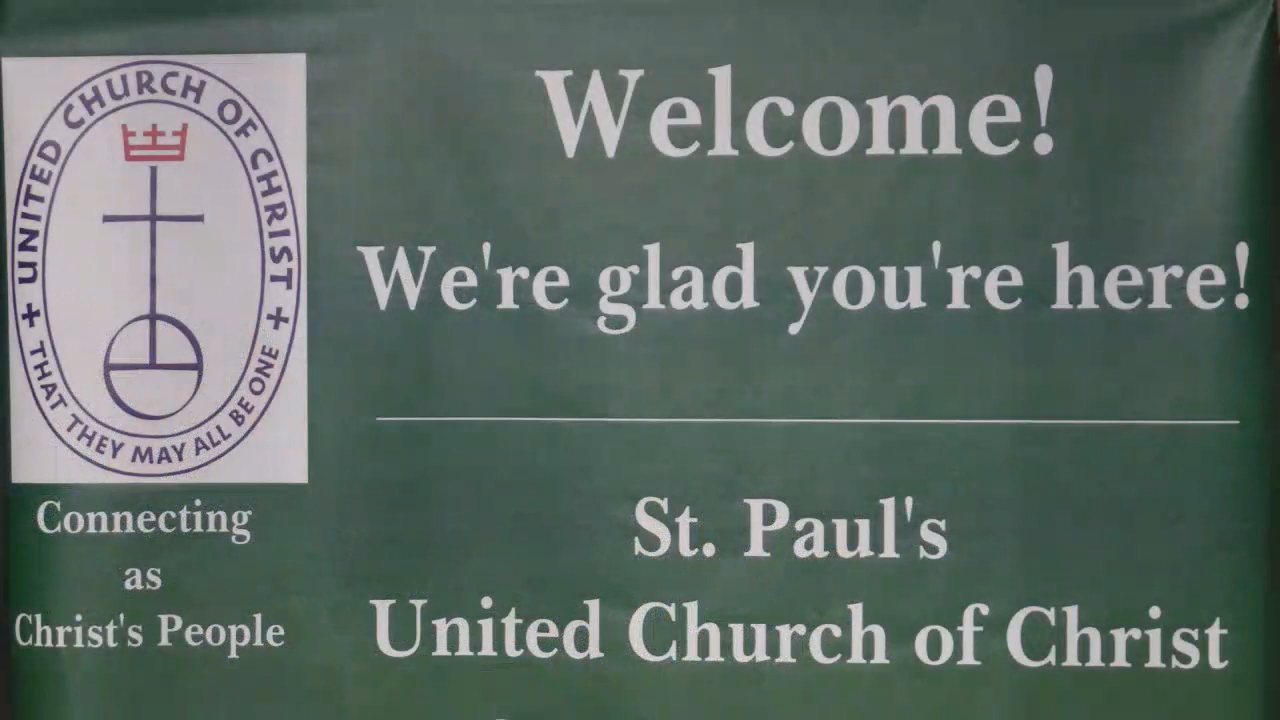 UNITED CHURCH OF CHRIST
THAT THEY MAY ALL BE ONE
Connecting
as
Christ's People
Welcome!
We're glad you're here!
St. Paul's
United Church of Christ